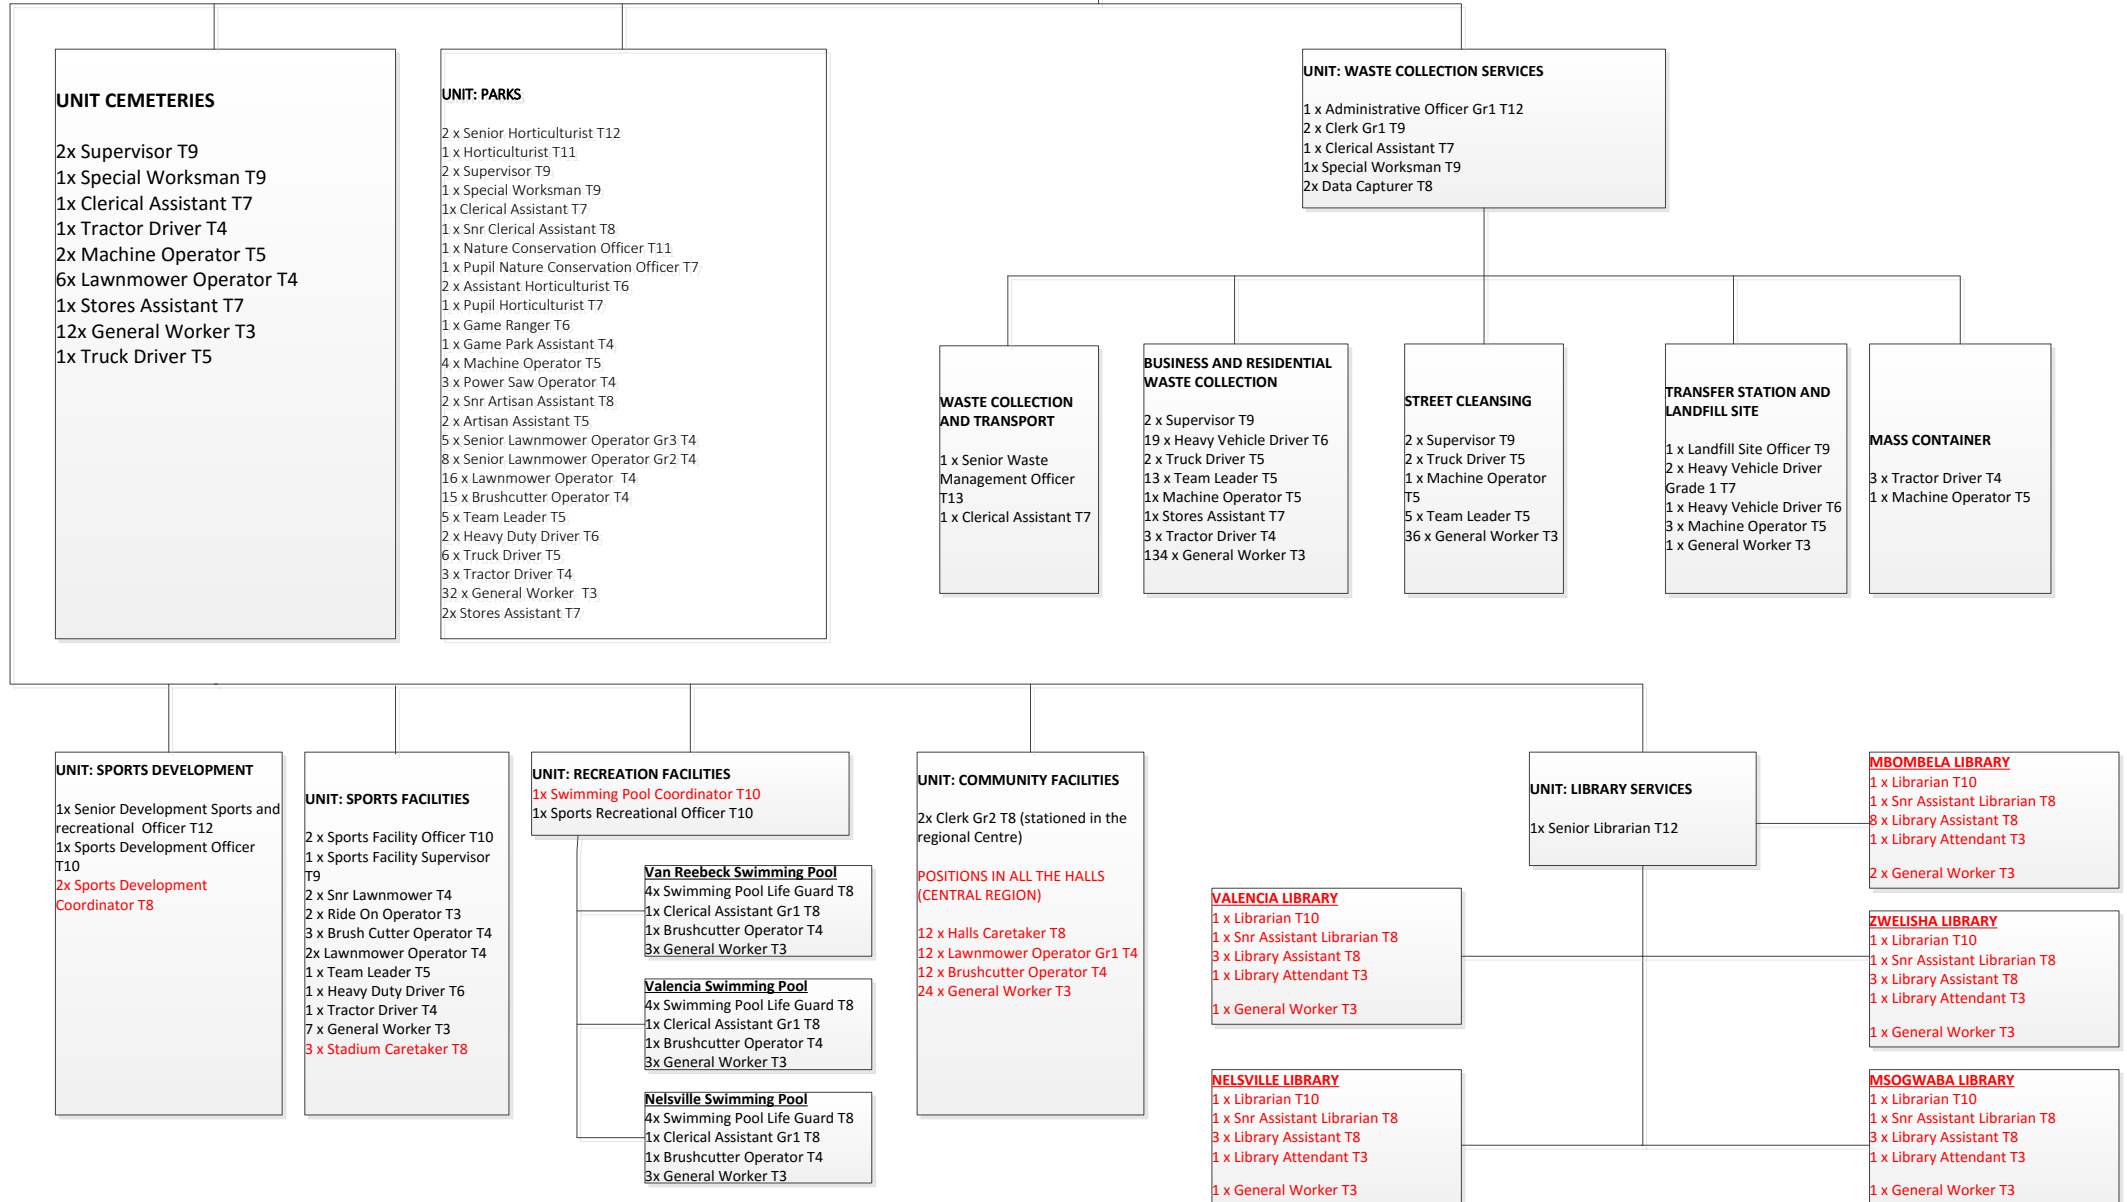 UNIT CEMETERIES
2x Supervisor T9
1x Special Worksman T9
1x Clerical Assistant T7
1x Tractor Driver T4
2x Machine Operator T5
6x Lawnmower Operator T4
1x Stores Assistant T7
12x General Worker T3
1x Truck Driver T5
UNIT: PARKS
2 x Senior Horticulturist T12
1 x Horticulturist T11
2 x Supervisor T9
1 x Special Worksman T9
1x Clerical Assistant T7
1 x Snr Clerical Assistant T8
1 x Nature Conservation Officer T11
1 x Pupil Nature Conservation Officer T7
2 x Assistant Horticulturist T6
1 x Pupil Horticulturist T7
1 x Game Ranger T6
1 x Game Park Assistant T4
4 x Machine Operator T5
3 x Power Saw Operator T4
2 x Snr Artisan Assistant T8
2 x Artisan Assistant T5
5 x Senior Lawnmower Operator Gr3 T4
8 x Senior Lawnmower Operator Gr2 T4
16 x Lawnmower Operator T4
15 x Brushcutter Operator T4
5 x Team Leader T5
2 x Heavy Duty Driver T6
6 x Truck Driver T5
3 x Tractor Driver T4
32 x General Worker T3
2x Stores Assistant T7
UNIT: WASTE COLLECTION SERVICES
1 x Administrative Officer Gr1 T12
2 x Clerk Gr1 T9
1 x Clerical Assistant T7
1x Special Worksman T9
2x Data Capturer T8
WASTE COLLECTION
AND TRANSPORT
1 x Senior Waste
Management Officer
T13
1 x Clerical Assistant T7
BUSINESS AND RESIDENTIAL
WASTE COLLECTION
2 x Supervisor T9
19 x Heavy Vehicle Driver T6
2 x Truck Driver T5
13 x Team Leader T5
1x Machine Operator T5
1x Stores Assistant T7
3 x Tractor Driver T4
134 x General Worker T3
STREET CLEANSING
2 x Supervisor T9
2 x Truck Driver T5
1 x Machine Operator
T5
5 x Team Leader T5
36 x General Worker T3
TRANSFER STATION AND
LANDFILL SITE
1 x Landfill Site Officer T9
2 x Heavy Vehicle Driver
Grade 1 T7
1 x Heavy Vehicle Driver T6
3 x Machine Operator T5
1 x General Worker T3
MASS CONTAINER
3 x Tractor Driver T4
1 x Machine Operator T5
UNIT: SPORTS DEVELOPMENT
1x Senior Development Sports and
recreational Officer T12
1x Sports Development Officer
T10
2x Sports Development
Coordinator T8
UNIT: SPORTS FACILITIES
2 x Sports Facility Officer T10
1 x Sports Facility Supervisor
T9
2 x Snr Lawnmower T4
2 x Ride On Operator T3
3 x Brush Cutter Operator T4
2x Lawnmower Operator T4
1 x Team Leader T5
1 x Heavy Duty Driver T6
1 x Tractor Driver T4
7 x General Worker T3
3 x Stadium Caretaker T8
UNIT: RECREATION FACILITIES
1x Swimming Pool Coordinator T10
1x Sports Recreational Officer T10
Van Reebeck Swimming Pool
4x Swimming Pool Life Guard T8
1x Clerical Assistant Gr1 T8
1x Brushcutter Operator T4
3x General Worker T3
Valencia Swimming Pool
4x Swimming Pool Life Guard T8
1x Clerical Assistant Gr1 T8
1x Brushcutter Operator T4
3x General Worker T3
Nelsville Swimming Pool
4x Swimming Pool Life Guard T8
1x Clerical Assistant Gr1 T8
1x Brushcutter Operator T4
3x General Worker T3
UNIT: COMMUNITY FACILITIES
2x Clerk Gr2 T8 (stationed in the
regional Centre)
POSITIONS IN ALL THE HALLS
(CENTRAL REGION)
12 x Halls Caretaker T8
12 x Lawnmower Operator Gr1 T4
12 x Brushcutter Operator T4
24 x General Worker T3
UNIT: LIBRARY SERVICES
1x Senior Librarian T12
MBOMBELA LIBRARY
1 x Librarian T10
1 x Snr Assistant Librarian T8
8 x Library Assistant T8
1 x Library Attendant T3
2 x General Worker T3
VALENCIA LIBRARY
1 x Librarian T10
1 x Snr Assistant Librarian T8
3 x Library Assistant T8
1 x Library Attendant T3
1 x General Worker T3
ZWELISHA LIBRARY
1 x Librarian T10
1 x Snr Assistant Librarian T8
3 x Library Assistant T8
1 x Library Attendant T3
1 x General Worker T3
NELSVILLE LIBRARY
1 x Librarian T10
1 x Snr Assistant Librarian T8
3 x Library Assistant T8
1 x Library Attendant T3
1 x General Worker T3
MSOGWABA LIBRARY
1 x Librarian T10
1 x Snr Assistant Librarian T8
3 x Library Assistant T8
1 x Library Attendant T3
1 x General Worker T3